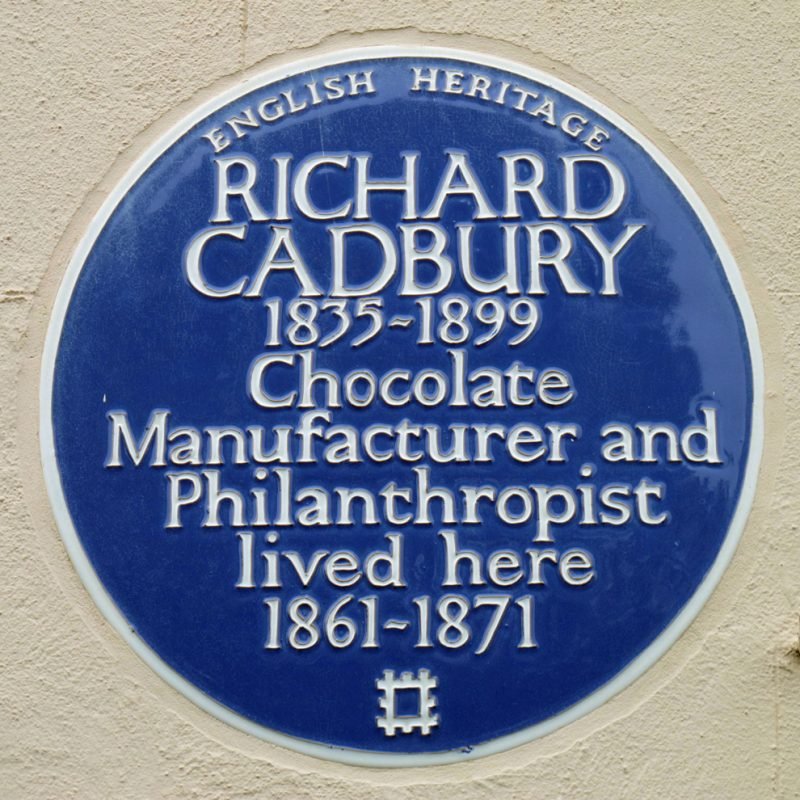 ENGLISH HERITAGE
RICHARD
CADBURY
1835-1899
Chocolate
Manufacturer and
Philanthropist
lived here
1861-1871